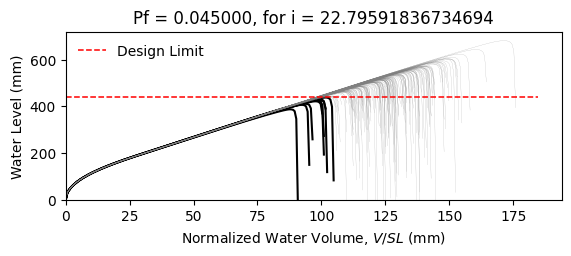 Pf = 0.045000, for i = 22.79591836734694
Design Limit
Water Level (mm)
600
400
200
0
0 25 50 75 100 125 150 175
Normalized Water Volume, V/SL (mm)